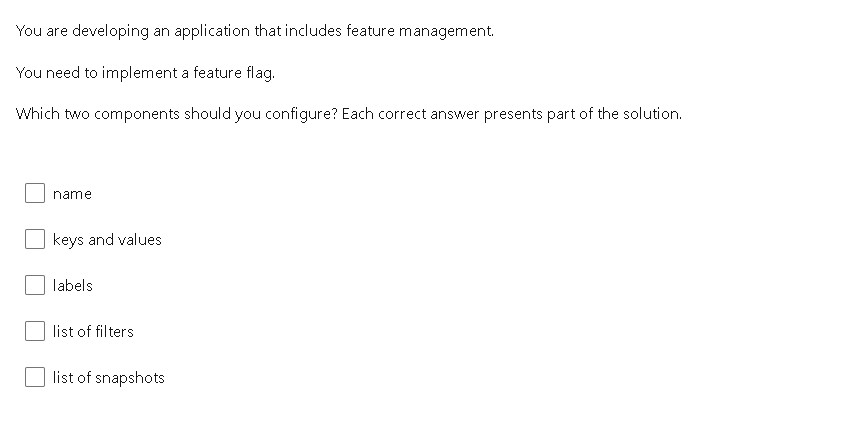 You are developing an application that includes feature management.
You need to implement a feature flag.
Which two components should you configure? Each correct answer presents part of the solution.
name
keys and values
labels
list of filters
list of snapshots